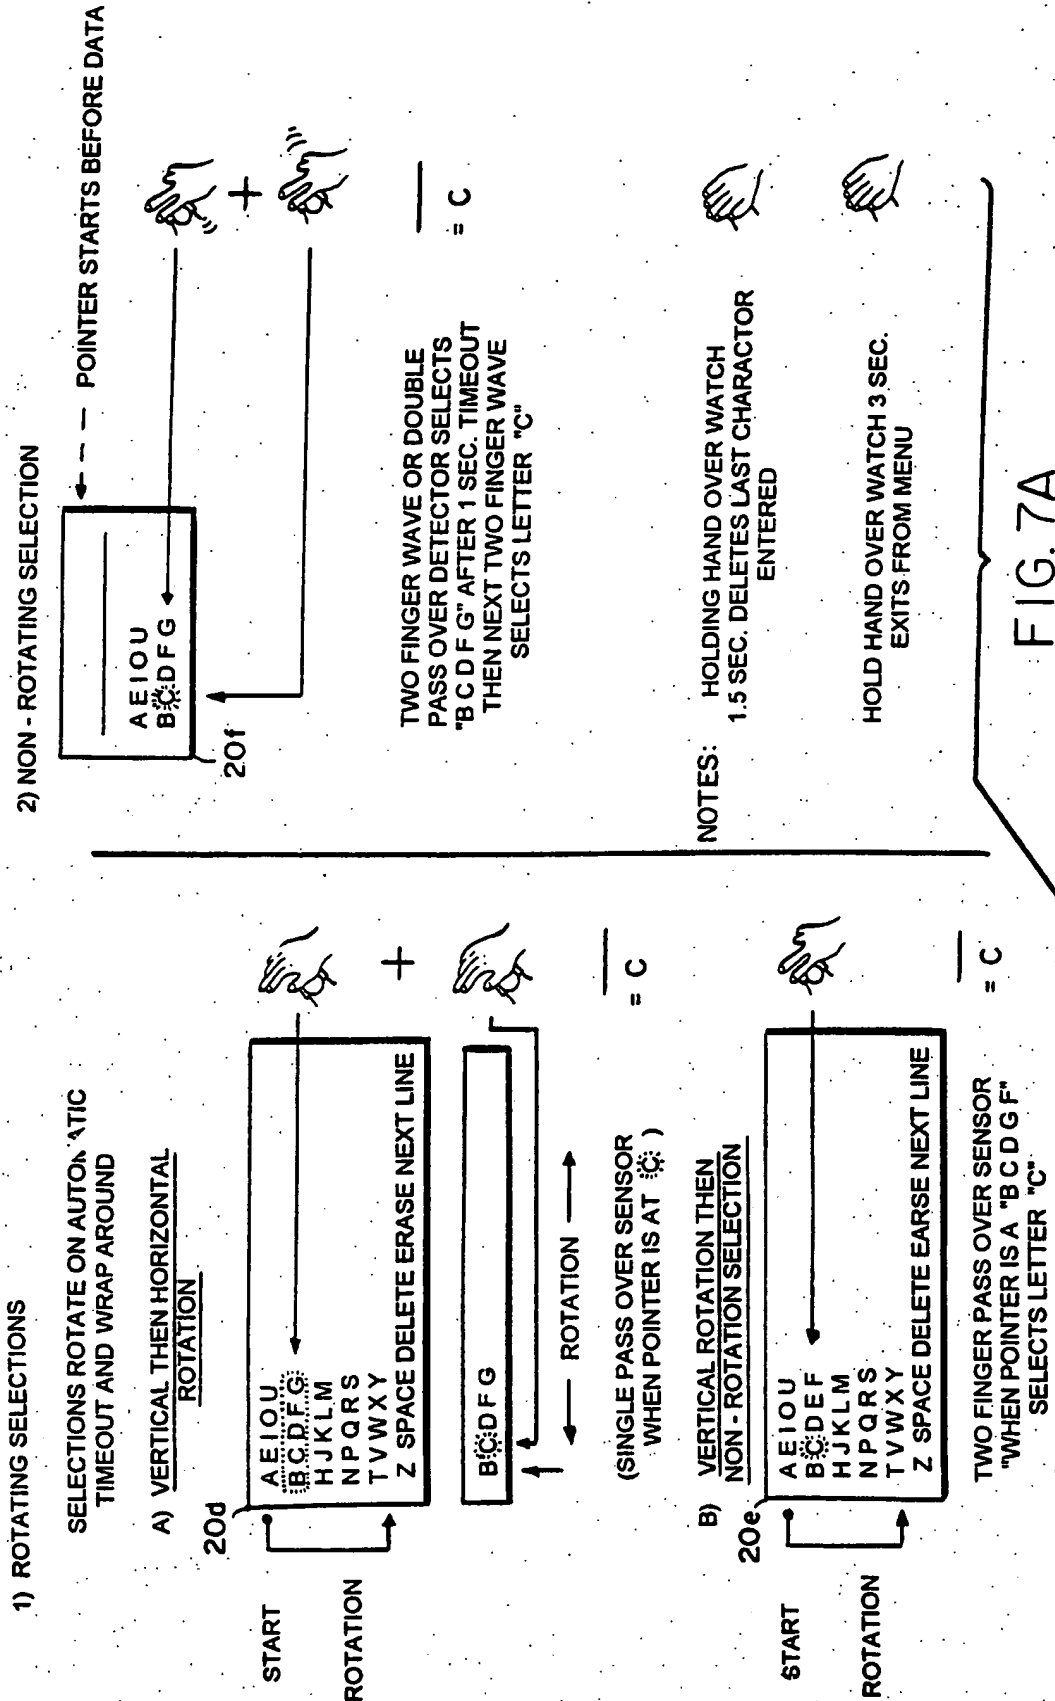 1) ROTATING SELECTIONS
SELECTIONS ROTATE ON AUTOMATIC
TIMEOUT AND WRAP AROUND
A) VERTICAL THEN HORIZONTAL
ROTATION
20d
START
ROTATION
A E I O U
B C D F G
H J K L M
N P Q R S
T V W X Y
Z SPACE DELETE ERASE NEXT LINE
+
B C D F G
ROTATION
(SINGLE PASS OVER SENSOR
WHEN POINTER IS AT C )
= C
B) VERTICAL ROTATION THEN
NON - ROTATION SELECTION
20e
START
ROTATION
A E I O U
B C D E F
H J K L M
N P Q R S
T V W X Y
Z SPACE DELETE EARSE NEXT LINE
= C
TWO FINGER PASS OVER SENSOR
"WHEN POINTER IS A "B C D G F"
SELECTS LETTER "C"
2) NON - ROTATING SELECTION
POINTER STARTS BEFORE DATA
A E I O U
B C D F G
20f
+
= C
TWO FINGER WAVE OR DOUBLE
PASS OVER DETECTOR SELECTS
"B C D F G" AFTER 1 SEC. TIMEOUT
THEN NEXT TWO FINGER WAVE
SELECTS LETTER "C"
NOTES: HOLDING HAND OVER WATCH
1.5 SEC. DELETES LAST CHARACTOR
ENTERED
HOLD HAND OVER WATCH 3 SEC.
EXITS FROM MENU
FIG. 7A